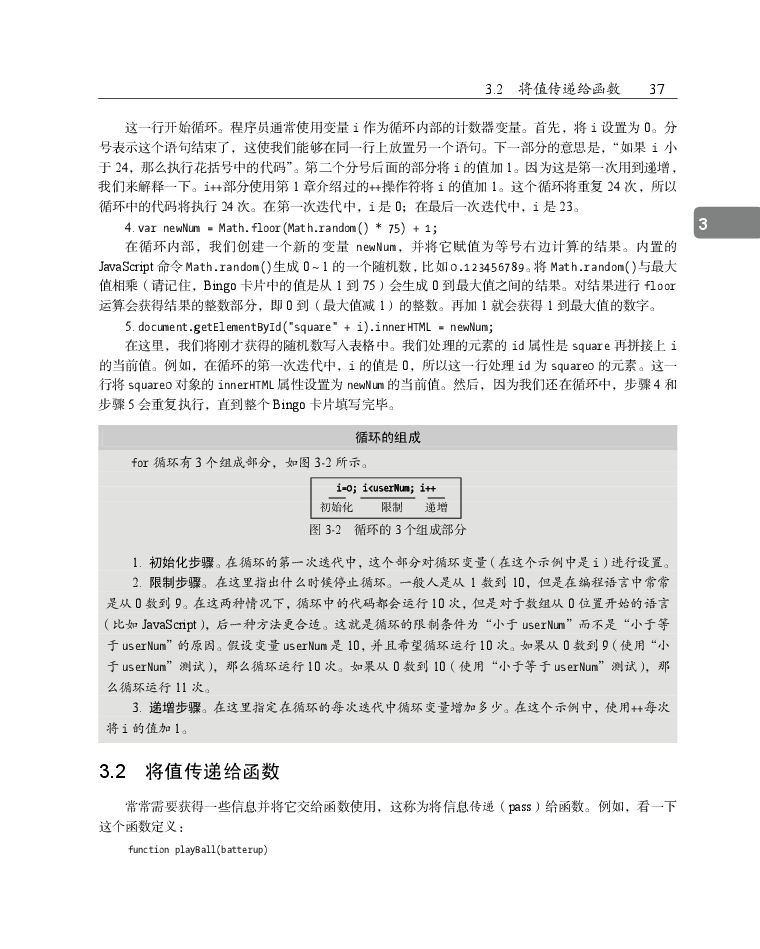 3.2 将值传递给函数 37
这一行开始循环。程序员通常使用变量 i 作为循环内部的计数器变量。首先，将 i 设置为 0。分
号表示这个语句结束了，这使我们能够在同一行上放置另一个语句。下一部分的意思是，“如果 i 小
于 24，那么执行花括号中的代码”。第二个分号后面的部分将 i 的值加 1。因为这是第一次用到递增，
我们来解释一下。i++部分使用第 1 章介绍过的++操作符将 i 的值加 1。这个循环将重复 24 次，所以
循环中的代码将执行 24 次。在第一次迭代中，i 是 0；在最后一次迭代中，i 是 23。
3
4.var newNum = Math.floor(Math.random() * 75) + 1;
在循环内部，我们创建一个新的变量 newNum，并将它赋值为等号右边计算的结果。内置的
JavaScript 命令 Math.random()生成 0～1 的一个随机数，比如 0.123456789。将 Math.random()与最大
值相乘（请记住，Bingo 卡片中的值是从 1 到 75）会生成 0 到最大值之间的结果。对结果进行 floor
运算会获得结果的整数部分，即 0 到（最大值减 1）的整数。再加 1 就会获得 1 到最大值的数字。
5.document.getElementById("square" + i).innerHTML = newNum;
在这里，我们将刚才获得的随机数写入表格中。我们处理的元素的 id 属性是 square 再拼接上 i
的当前值。例如，在循环的第一次迭代中，i 的值是 0，所以这一行处理 id 为 square0 的元素。这一
行将 square0 对象的 innerHTML 属性设置为 newNum 的当前值。然后，因为我们还在循环中，步骤 4 和
步骤 5 会重复执行，直到整个 Bingo 卡片填写完毕。
循环的组成
for 循环有 3 个组成部分，如图 3-2 所示。
i=0; i<userNum; i++
初始化 限制 递增
图 3-2 循环的 3 个组成部分
1. 初始化步骤。在循环的第一次迭代中，这个部分对循环变量（在这个示例中是 i）进行设置。
2. 限制步骤。在这里指出什么时候停止循环。一般人是从 1 数到 10，但是在编程语言中常常
是从 0 数到 9。在这两种情况下，循环中的代码都会运行 10 次，但是对于数组从 0 位置开始的语言
（比如 JavaScript），后一种方法更合适。这就是循环的限制条件为“小于 userNum”而不是“小于等
于 userNum”的原因。假设变量 userNum 是 10，并且希望循环运行 10 次。如果从 0 数到 9（使用“小
于 userNum”测试），那么循环运行 10 次。如果从 0 数到 10（使用“小于等于 userNum”测试），那
么循环运行 11 次。
3. 递增步骤。在这里指定在循环的每次迭代中循环变量增加多少。在这个示例中，使用++每次
将 i 的值加 1。
3.2 将值传递给函数
常常需要获得一些信息并将它交给函数使用，这称为将信息传递（pass）给函数。例如，看一下
这个函数定义：
function playBall(batterup)